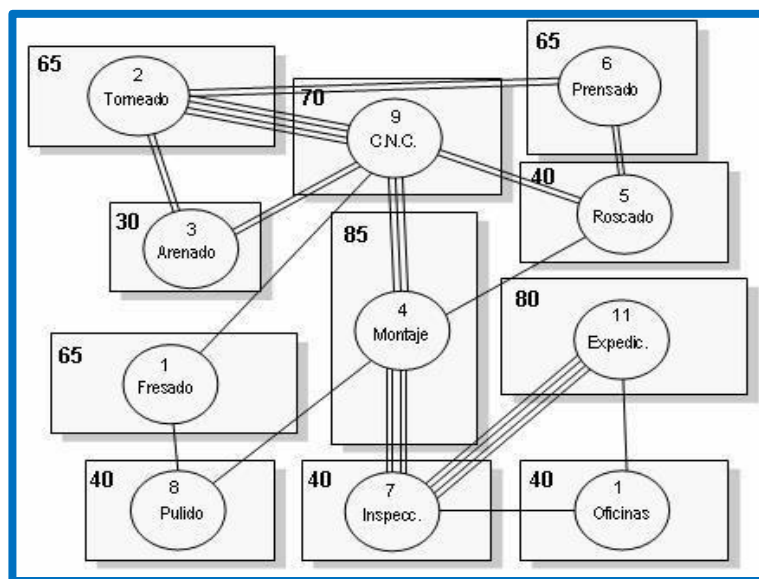 65
2
Torneado
65
6
Prensado
70
9
C.N.C.
30
3
Arenado
40
5
Roscado
85
4
Montaje
80
11
Expedic.
65
1
Fresado
40
8
Pulido
40
7
Inspecc.
40
1
Oficinas